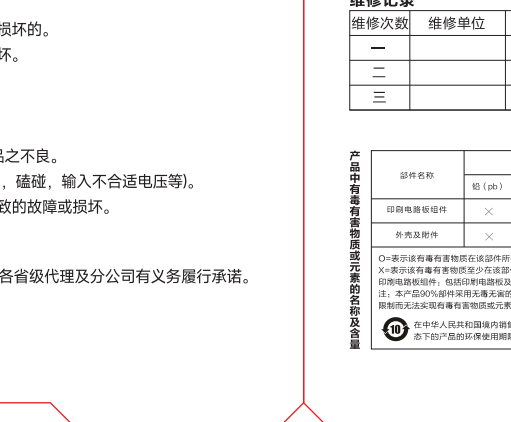 损坏的。
坏。
品之不良。
，磕碰，输入不合适电压等)。
致的故障或损坏。
各省级代理及分公司有义务履行承诺。
维修记录
维修次数 维修单位
一
二
三
产品中有毒有害物质或元素的名称及含量
部件名称
铅（pb）
印刷电路板组件 ×
外壳及附件 ×
O=表示该有毒有害物质在该部件所
X=表示该有毒有害物质至少在该部
印刷电路板组件：包括印刷电路板及
注：本产品90%部件采用无毒无害的
限制而无法实现有毒有害物质或元素
10
在中华人民共和国境内销售
态下的产品的环保使用期限